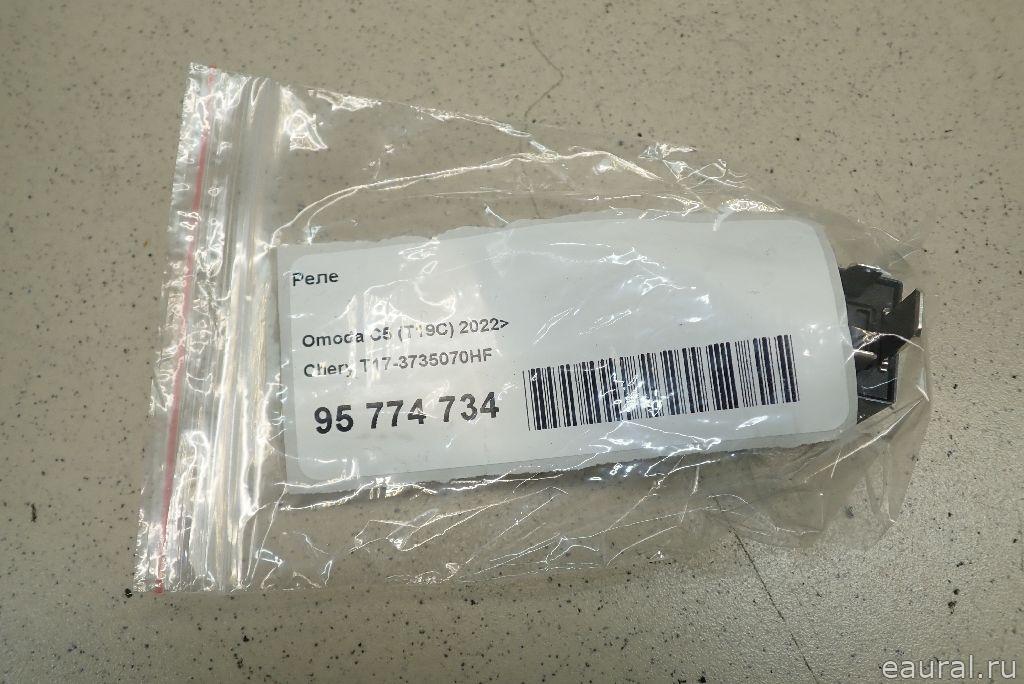 Реле
Omoda C5 (T19C) 2022>
Chery T17-3735070HF
95 774 734
eaural.ru